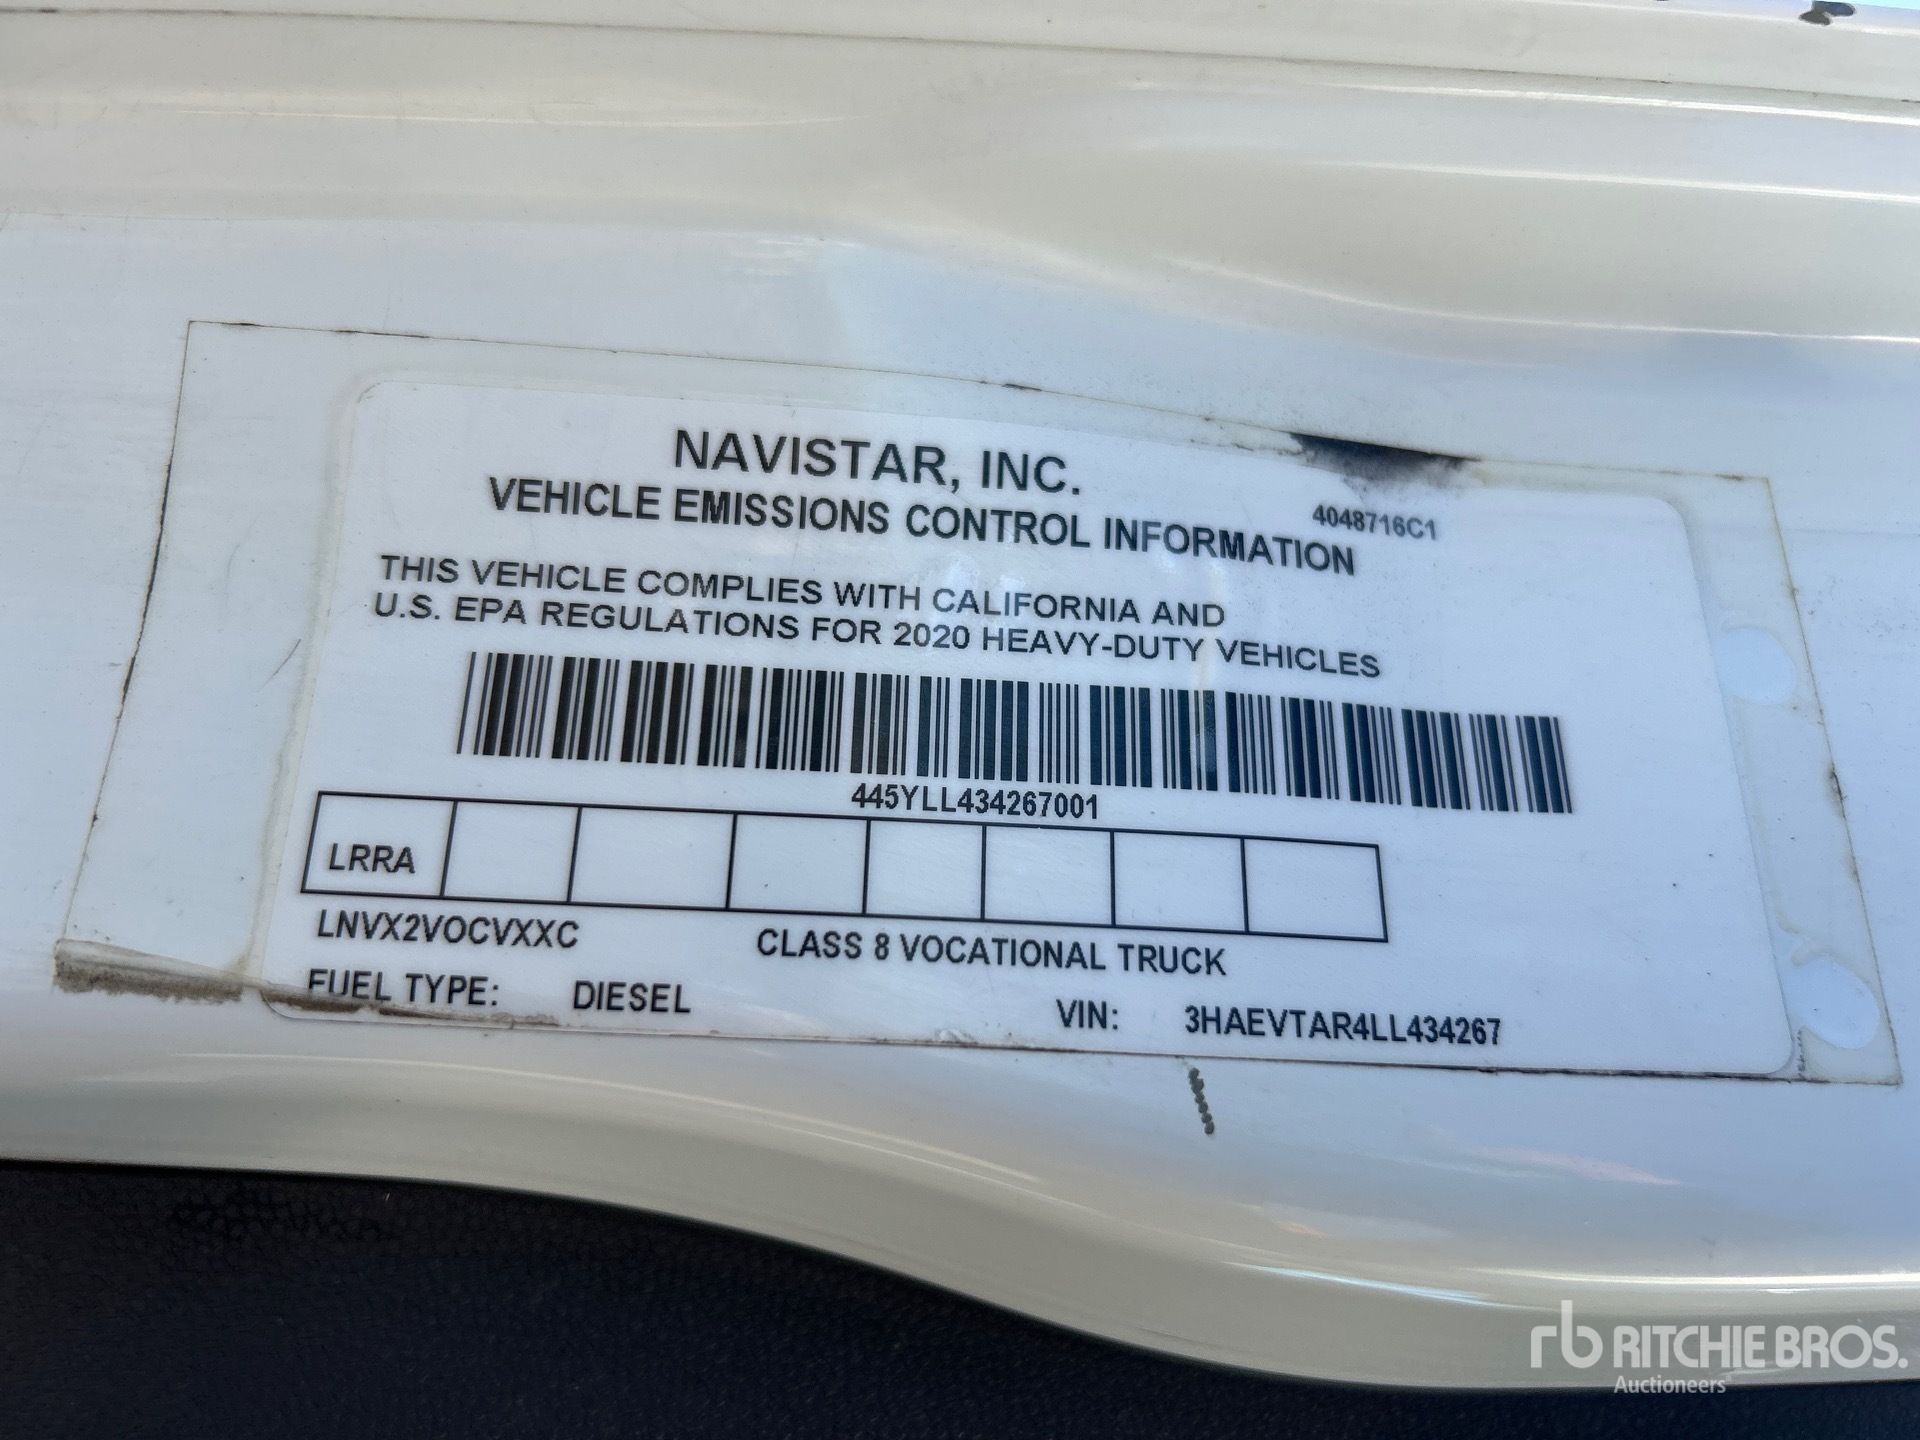 NAVISTAR, INC.
4048716C1
VEHICLE EMISSIONS CONTROL INFORMATION
THIS VEHICLE COMPLIES WITH CALIFORNIA AND
U.S. EPA REGULATIONS FOR 2020 HEAVY-DUTY VEHICLES
445YLL434267001
LRRA
LNVX2VOCVXXC CLASS 8 VOCATIONAL TRUCK
FUEL TYPE: DIESEL VIN: 3HAEVTAR4LL434267
rb RITCHIE BROS.
Auctioneers